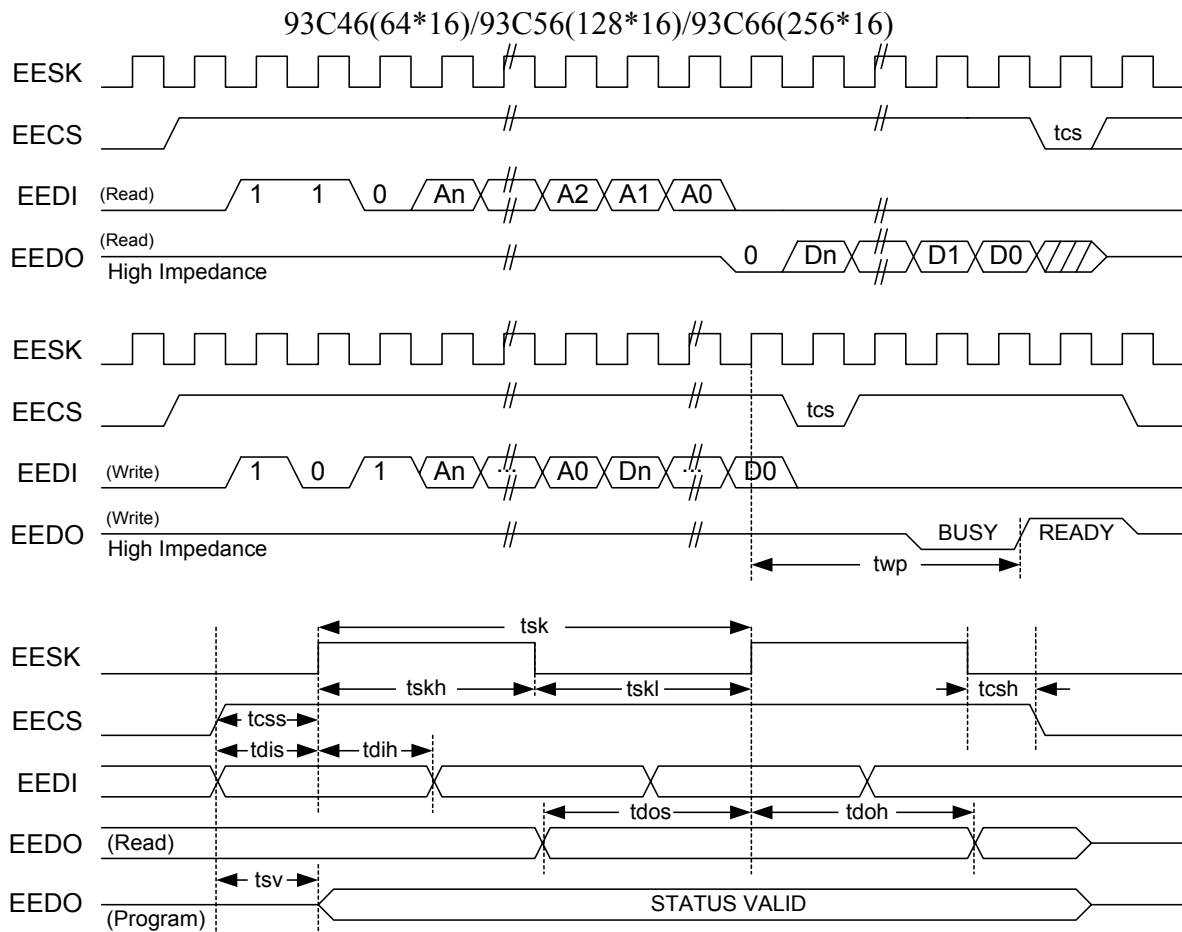 93C46(64*16)/93C56(128*16)/93C66(256*16)
EESK
EECS
tcs
EEDI (Read) 1 1 0 An A2 A1 A0
EEDO (Read) High Impedance 0 Dn D1 D0
EESK
EECS
tcs
EEDI (Write) 1 0 1 An ... A0 Dn ... D0
EEDO (Write) High Impedance BUSY READY
twp
tsk
EESK
tskh tskl tcsh
EECS
tcss
tdis tdih
EEDI
tdos tdoh
EEDO (Read)
tsv
EEDO (Program) STATUS VALID